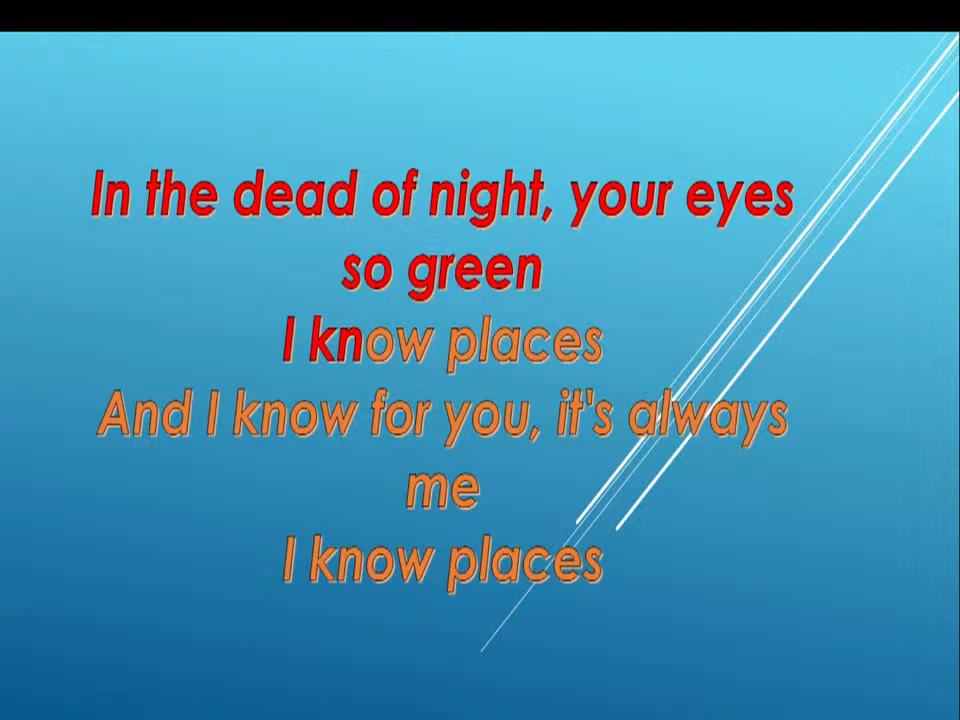 In the dead of night, your eyes
so green
I know places
And I know for you, it's always
me
I know places